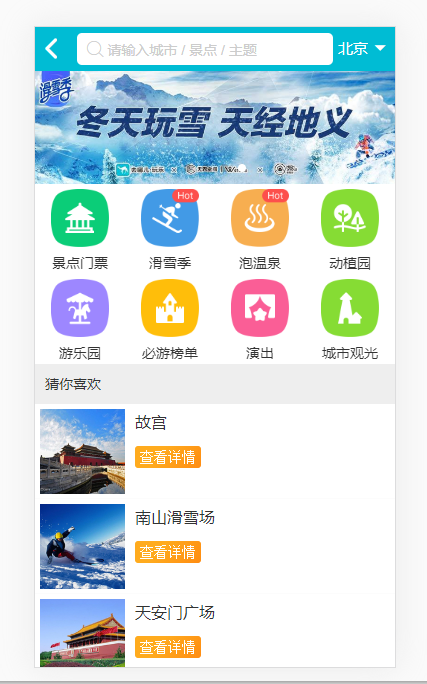 请输入城市 / 景点 / 主题
北京
滑雪季
冬天玩雪 天经地义
Hot
Hot
景点门票
滑雪季
泡温泉
动植园
游乐园
必游榜单
演出
城市观光
猜你喜欢
故宫
查看详情
南山滑雪场
查看详情
天安门广场
查看详情